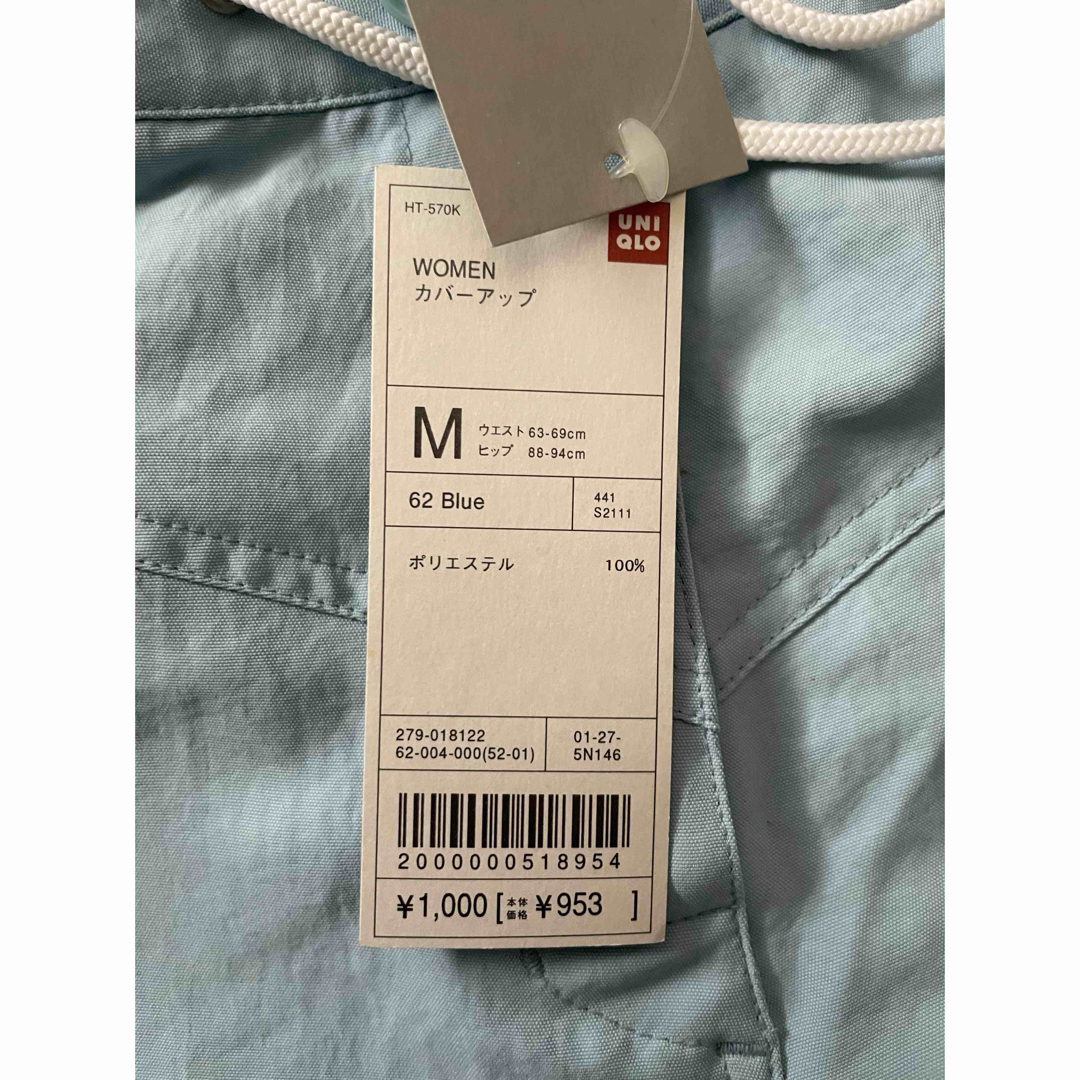 HT-570K
UNI
QLO
WOMEN
カバーアップ
M ウエスト 63-69cm
ヒップ 88-94cm
62 Blue
441
S2111
ポリエステル 100%
279-018122
62-004-000(52-01)
01-27-
5N146
2000000518954
¥1,000 [本体価格 ¥953 ]